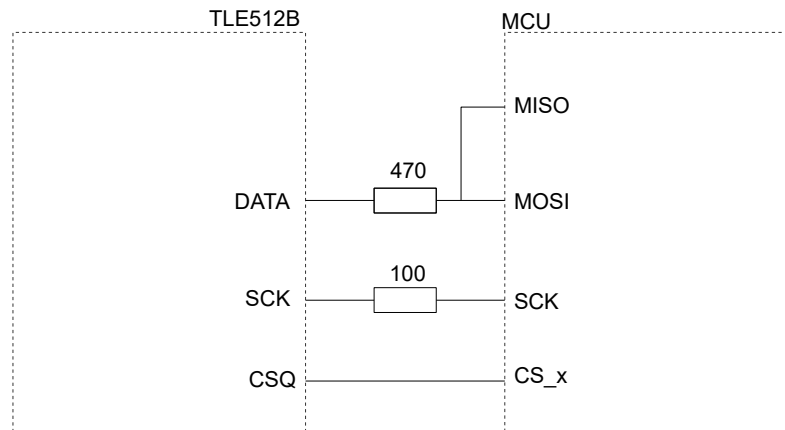 TLE512B MCU
MISO
470
DATA MOSI
100
SCK SCK
CSQ CS_x